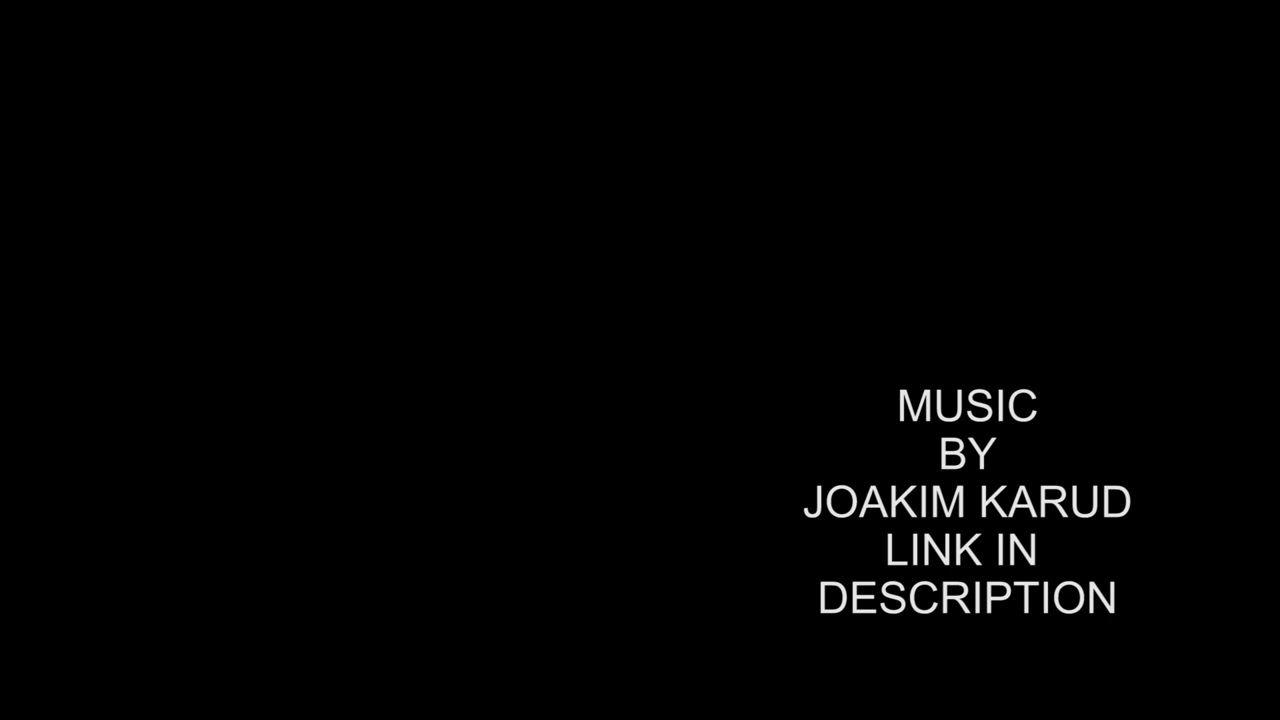 MUSIC
BY
JOAKIM KARUD
LINK IN
DESCRIPTION